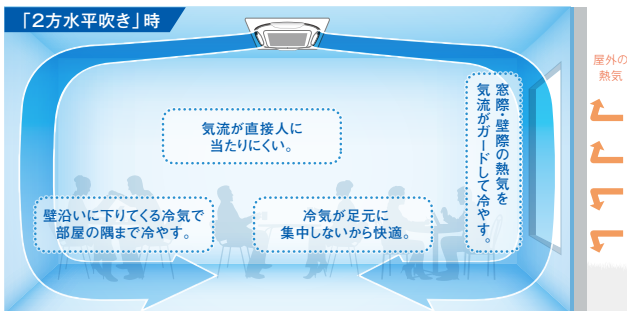 「2方水平吹き」時
屋外の
熱気
窓際・壁際の熱気を
気流がガードして冷やす。
気流が直接人に
当たりにくい。
壁沿いに下りてくる冷気で
部屋の隅まで冷やす。
冷気が足元に
集中しないから快適。